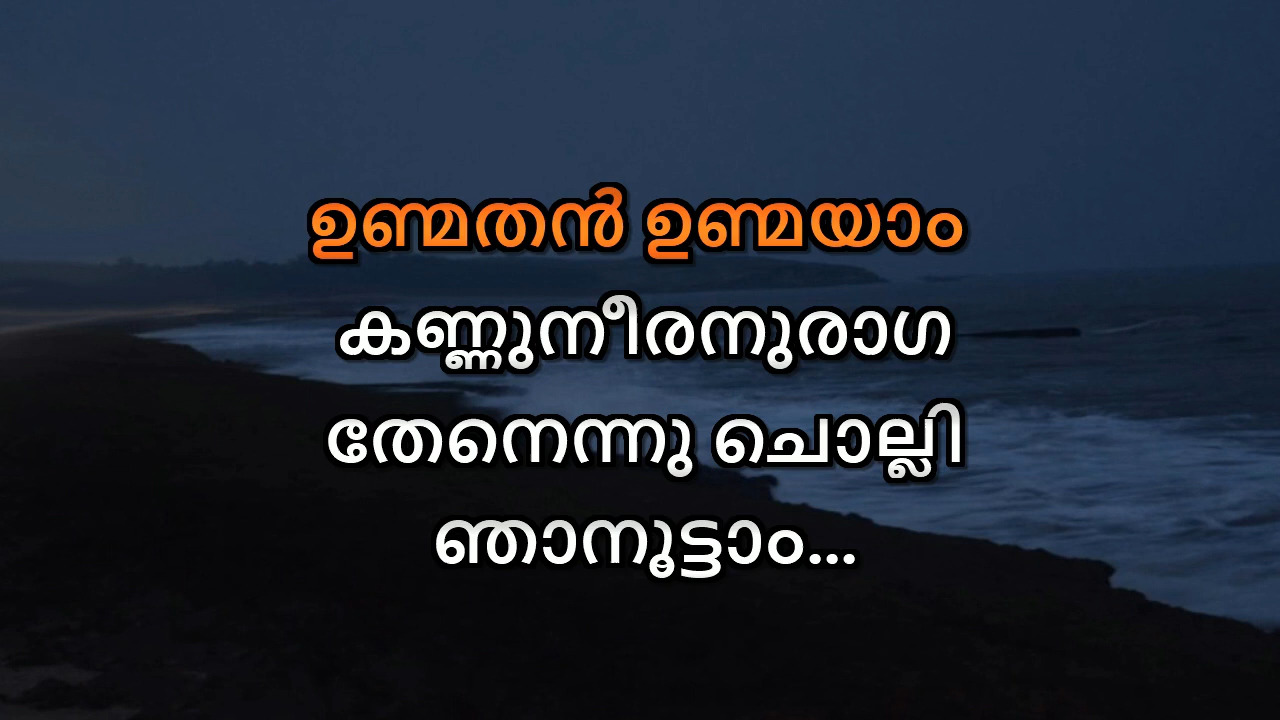 ഉണ്മതൻ ഉണ്മയാം
കണ്ണുനീരനുരാഗ
തേനെന്നു ചൊല്ലി
ഞാനൂട്ടാം...